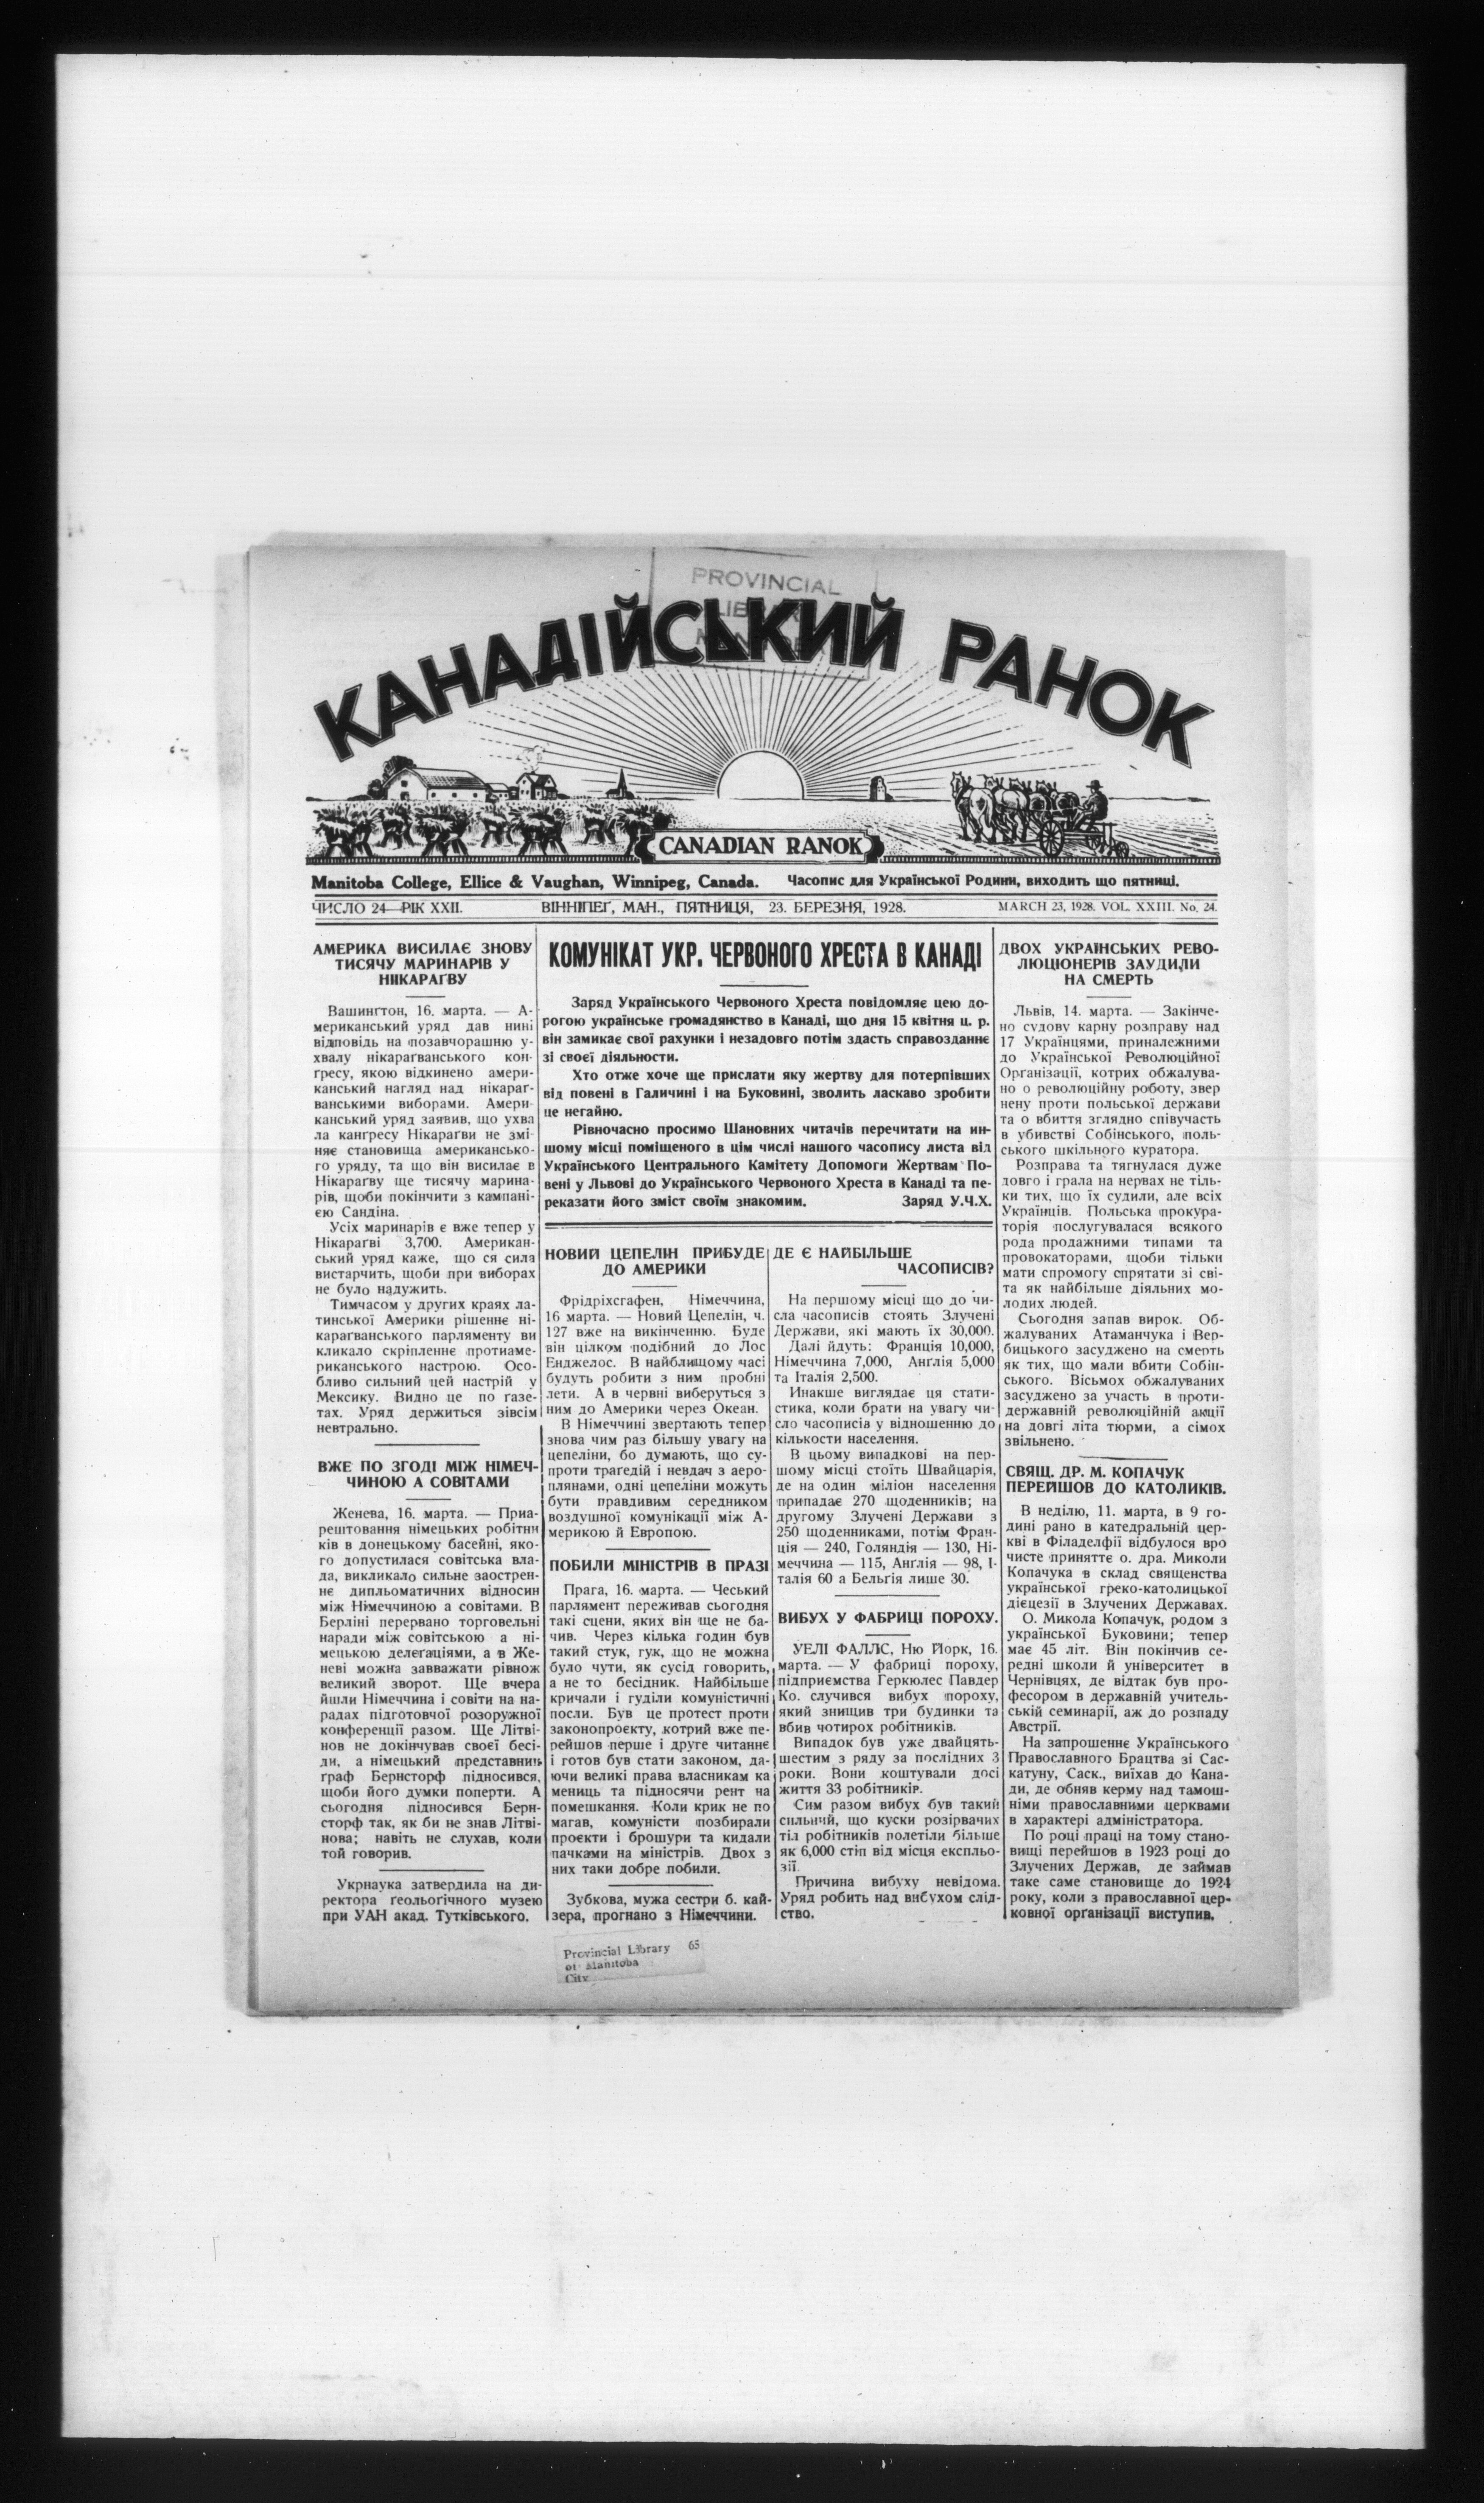 PROVINCIAL
КАНАДІЙСЬКИЙ РАНОК
CANADIAN RANOK
Manitoba College, Ellice & Vaughan, Winnipeg, Canada. Часопис для Української Родини, виходить що пятниці.
ЧИСЛО 24—РІК XXII. ВІННІПЕҐ, МАН., ПЯТНИЦЯ, 23. БЕРЕЗНЯ, 1928. MARCH 23, 1928. VOL. XXIII. No. 24.
АМЕРИКА ВИСИЛАЄ ЗНОВУ
ТИСЯЧУ МАРИНАРІВ У
НІКАРАҐВУ
Вашинґтон, 16. марта. — А-
мериканський уряд дав нині
відповідь на позавчорашню у-
хвалу нікараґванського кон-
ґресу, якою відкинено амери-
канський нагляд над нікараґ-
ванськими виборами. Амери-
канський уряд заявив, що ухва
ла канґресу Нікараґви не змі-
няє становища американсько-
го уряду, та що він висилає в
Нікараґву ще тисячу марина-
рів, щоби покінчити з кампані-
єю Сандіна.
Усіх маринарів є вже тепер у
Нікараґві 3,700. Американ-
ський уряд каже, що ся сила
вистарчить, щоби при виборах
не було надужить.
Тимчасом у других краях ла-
тинської Америки рішеннє ні-
караґванського парляменту ви
кликало скріпленнє протиаме-
риканського настрою. Осо-
бливо сильний цей настрій у
Мексику. Видно це по ґазе-
тах. Уряд держиться зівсім
невтрально.
ВЖЕ ПО ЗГОДІ МІЖ НІМЕЧ-
ЧИНОЮ А СОВІТАМИ
Женева, 16. марта. — Приа-
рештовання німецьких робітни
ків в донецькому басейні, яко-
го допустилася совітська вла-
да, викликало сильне заострен-
нє дипльоматичних відносин
між Німеччиною а совітами. В
Берліні перервано торговельні
наради між совітською а ні-
мецькою делєґаціями, а в Же-
неві можна завважати рівнож
великий зворот. Ще вчера
йшли Німеччина і совіти на на-
радах підготовчої розоружної
конференції разом. Ще Літві-
нов не докінчував своєї бесі-
ди, а німецький представник
ґраф Бернсторф підносився,
щоби його думки поперти. А
сьогодня підносився Берн-
сторф так, як би не знав Літві-
нова; навіть не слухав, коли
той говорив.
Укрнаука затвердила на ди-
ректора ґеольоґічного музею
при УАН акад. Тутківського.
КОМУНІКАТ УКР. ЧЕРВОНОГО ХРЕСТА В КАНАДІ
Заряд Українського Червоного Хреста повідомляє цею до-
рогою українське громадянство в Канаді, що дня 15 квітня ц. р.
він замикає свої рахунки і незадовго потім здасть справозданнє
зі своєї діяльности.
Хто отже хоче ще прислати яку жертву для потерпівших
від повені в Галичині і на Буковині, зволить ласкаво зробити
це негайно.
Рівночасно просимо Шановних читачів перечитати на ин-
шому місці поміщеного в цім числі нашого часопису листа від
Українського Центрального Камітету Допомоги Жертвам По-
вені у Львові до Українського Червоного Хреста в Канаді та пе-
реказати його зміст своїм знакомим. Заряд У.Ч.Х.
НОВИЙ ЦЕПЕЛІН ПРИБУДЕ
ДО АМЕРИКИ
Фрідріхсгафен, Німеччина,
16 марта. — Новий Цепелін, ч.
127 вже на викінченню. Буде
він цілком подібний до Лос
Енджелос. В найблищому часі
будуть робити з ним пробні
лети. А в червні виберуться з
ним до Америки через Океан.
В Німеччині звертають тепер
знова чим раз більшу увагу на
цепеліни, бо думають, що су-
проти траґедій і невдач з аеро-
плянами, одні цепеліни можуть
бути правдивим середником
воздушної комунікації між А-
мерикою й Европою.
ПОБИЛИ МІНІСТРІВ В ПРАЗІ
Прага, 16. марта. — Чеський
парлямент переживав сьогодня
такі сцени, яких він ще не ба-
чив. Через кілька годин був
такий стук, гук, що не можна
було чути, як сусід говорить,
а не то бесідник. Найбільше
кричали і гуділи комуністичні
посли. Був це протест проти
законопроєкту, котрий вже пе-
рейшов перше і друге читаннє
і готов був стати законом, да-
ючи великі права власникам ка
мениць та підносячи рент на
помешкання. Коли крик не по
магав, комуністи позбирали
проєкти і брошури та кидали
пачками на міністрів. Двох з
них таки добре побили.
Зубкова, мужа сестри б. кай-
зера, прогнано з Німеччини.
ДЕ Є НАЙБІЛЬШЕ
ЧАСОПИСІВ?
На першому місці що до чи-
сла часописів стоять Злучені
Держави, які мають їх 30,000.
Далі йдуть: Франція 10,000,
Німеччина 7,000, Анґлія 5,000
та Італія 2,500.
Инакше виглядає ця стати-
стика, коли брати на увагу чи-
сло часописів у відношенню до
кількости населення.
В цьому випадкові на пер-
шому місці стоїть Швайцарія,
де на один міліон населення
припадає 270 щоденників; на
другому Злучені Держави з
250 щоденниками, потім Фран-
ція — 240, Голяндія — 130, Ні-
меччина — 115, Анґлія — 98, І-
талія 60 а Бельґія лише 30.
ВИБУХ У ФАБРИЦІ ПОРОХУ.
УЕЛІ ФАЛЛС, Ню Йорк, 16.
марта. — У фабриці пороху,
підприємства Геркюлес Павдер
Ко. случився вибух пороху,
який знищив три будинки та
вбив чотирох робітників.
Випадок був уже двайцять-
шестим з ряду за послідних 3
роки. Вони коштували досі
життя 33 робітників.
Сим разом вибух був такий
сильний, що куски розірваних
тіл робітників полетіли більше
як 6,000 стіп від місця експльо-
зії.
Причина вибуху невідома.
Уряд робить над вибухом слід-
ство.
ДВОХ УКРАЇНСЬКИХ РЕВО-
ЛЮЦІОНЕРІВ ЗАУДИЛИ
НА СМЕРТЬ
Львів, 14. марта. — Закінче-
но судову карну розправу над
17 Українцями, приналежними
до Української Революційної
Орґанізації, котрих обжалува-
но о революційну роботу, звер
нену проти польської держави
та о вбиття зглядно співучасть
в убивстві Собінського, поль-
ського шкільного куратора.
Розправа та тягнулася дуже
довго і грала на нервах не тіль-
ки тих, що їх судили, але всіх
Українців. Польська прокура-
торія послугувалася всякого
рода продажними типами та
провокаторами, щоби тільки
мати спромогу спрятати зі сві-
та як найбільше діяльних мо-
лодих людей.
Сьогодня запав вирок. Об-
жалуваних Атаманчука і Вер-
бицького засуджено на смерть
як тих, що мали вбити Собін-
ського. Вісьмох обжалуваних
засуджено за участь в проти-
державній революційній акції
на довгі літа тюрми, а сімох
звільнено.
СВЯЩ. ДР. М. КОПАЧУК
ПЕРЕЙШОВ ДО КАТОЛИКІВ.
В неділю, 11. марта, в 9 го-
дині рано в катедральній цер-
кві в Філаделфії відбулося вро
чисте приняттє о. дра. Миколи
Копачука в склад священства
української греко-католицької
дієцезії в Злучених Державах.
О. Микола Копачук, родом з
української Буковини; тепер
має 45 літ. Він покінчив се-
редні школи й університет в
Чернівцях, де відтак був про-
фесором в державній учитель-
ській семинарії, аж до розпаду
Австрії.
На запрошеннє Українського
Православного Брацтва зі Сас-
катуну, Саск., виїхав до Кана-
ди, де обняв керму над тамош-
німи православними церквами
в характері адміністратора.
По році праці на тому стано-
вищі перейшов в 1923 році до
Злучених Держав, де займав
таке саме становище до 1924
року, коли з православної цер-
ковної орґанізації виступив.
Provincial Library 65
of Manitoba
City